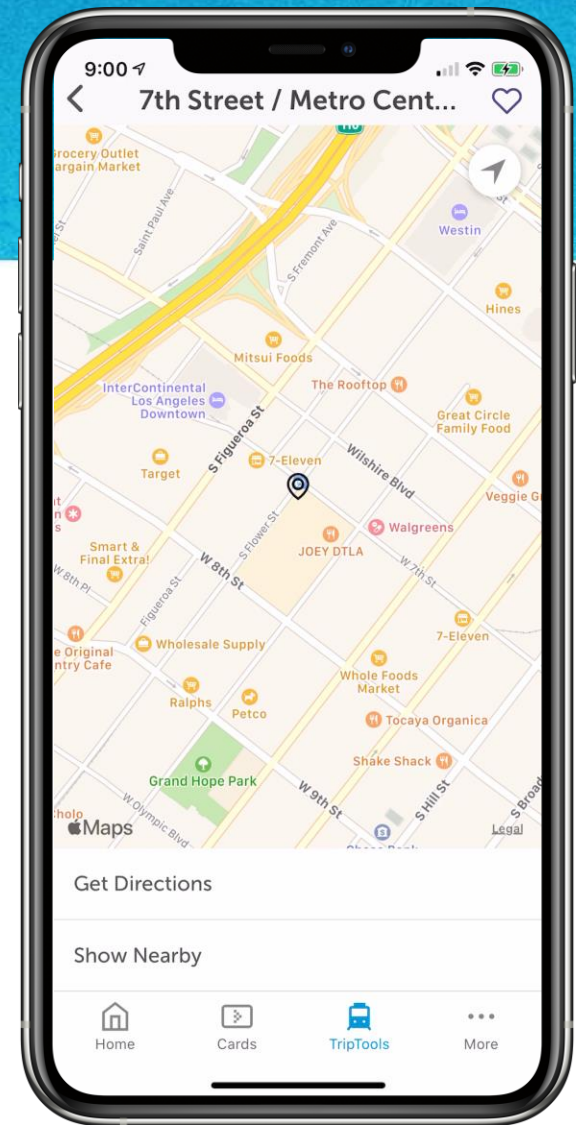 9:00
7th Street / Metro Cent...
110
Grocery Outlet
argain Market
Saint Paul Ave
S Fremont Ave
Westin
Hines
Mitsui Foods
InterContinental
Los Angeles
Downtown
The Rooftop
Great Circle
Family Food
S Figueroa St
Wilshire Blvd
Target
7-Eleven
Veggie G
Walgreens
S Flower St
JOEY DTLA
Smart &
Final Extra!
W 8th St
W 7th St
W 8th Pl
Figueroa St
7-Eleven
e Original
ntry Cafe
Wholesale Supply
Whole Foods
Market
Ralphs
Petco
Tocaya Organica
Shake Shack
Grand Hope Park
W 9th St
S Hill St
S Broad
W Olympic Blvd
Cholo
Maps
Legal
Get Directions
Show Nearby
Home
Cards
TripTools
More